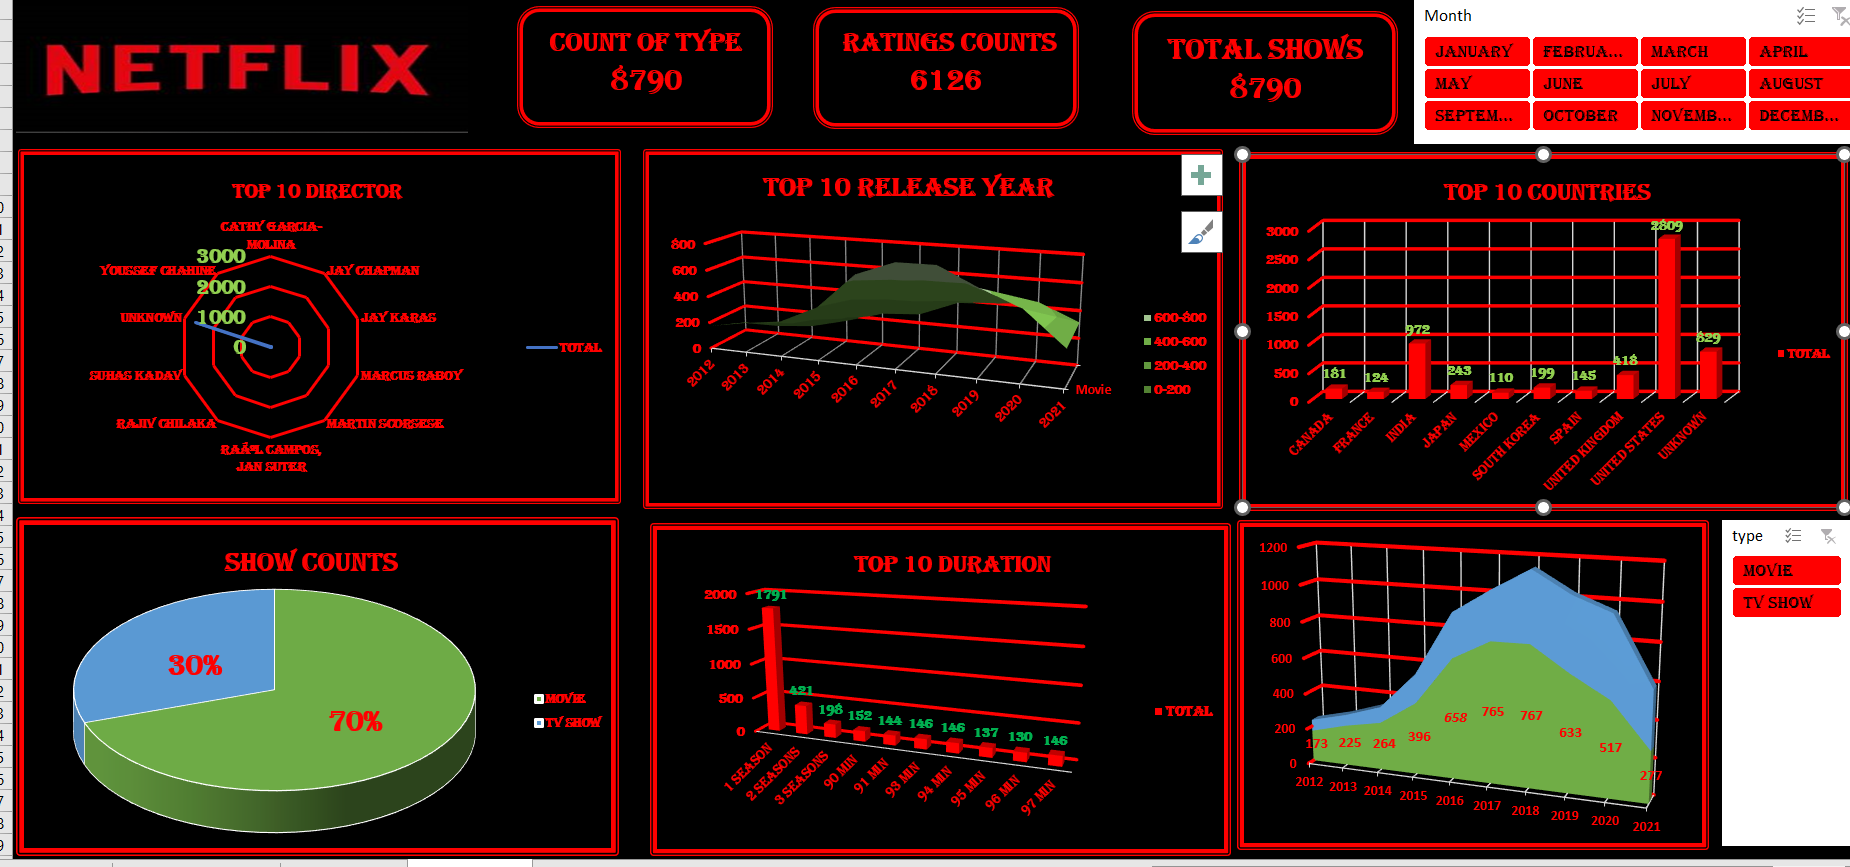 NETFLIX
COUNT OF TYPE
8790
RATINGS COUNTS
6126
TOTAL SHOWS
8790
Month
JANUARY
FEBRUA...
MARCH
APRIL
MAY
JUNE
JULY
AUGUST
SEPTEM...
OCTOBER
NOVEMB...
DECEMB...
TOP 10 DIRECTOR
CATHY GARCIA-
MOLINA
JAY CHAPMAN
JAY KARAS
MARCUS RABOY
MARTIN SCORSESE
RAÃºL CAMPOS,
JAN SUTER
RAJIV CHILAKA
SUHAS KADAV
UNKNOWN
YOUSSEF CHAHINE
3000
2000
1000
0
TOTAL
TOP 10 RELEASE YEAR
800
600
400
200
0
2012
2013
2014
2015
2016
2017
2018
2019
2020
2021
Movie
600-800
400-600
200-400
0-200
TOP 10 COUNTRIES
3000
2500
2000
1500
1000
500
0
181
124
972
243
110
199
145
418
2809
829
CANADA
FRANCE
INDIA
JAPAN
MEXICO
SOUTH KOREA
SPAIN
UNITED KINGDOM
UNITED STATES
UNKNOWN
TOTAL
SHOW COUNTS
30%
70%
MOVIE
TV SHOW
TOP 10 DURATION
2000
1500
1000
500
0
1791
421
198
152
144
146
146
137
130
146
1 SEASON
2 SEASONS
3 SEASONS
90 MIN
91 MIN
93 MIN
94 MIN
95 MIN
96 MIN
97 MIN
TOTAL
1200
1000
800
600
400
200
0
173
225
264
396
658
765
767
633
517
277
2012
2013
2014
2015
2016
2017
2018
2019
2020
2021
type
MOVIE
TV SHOW